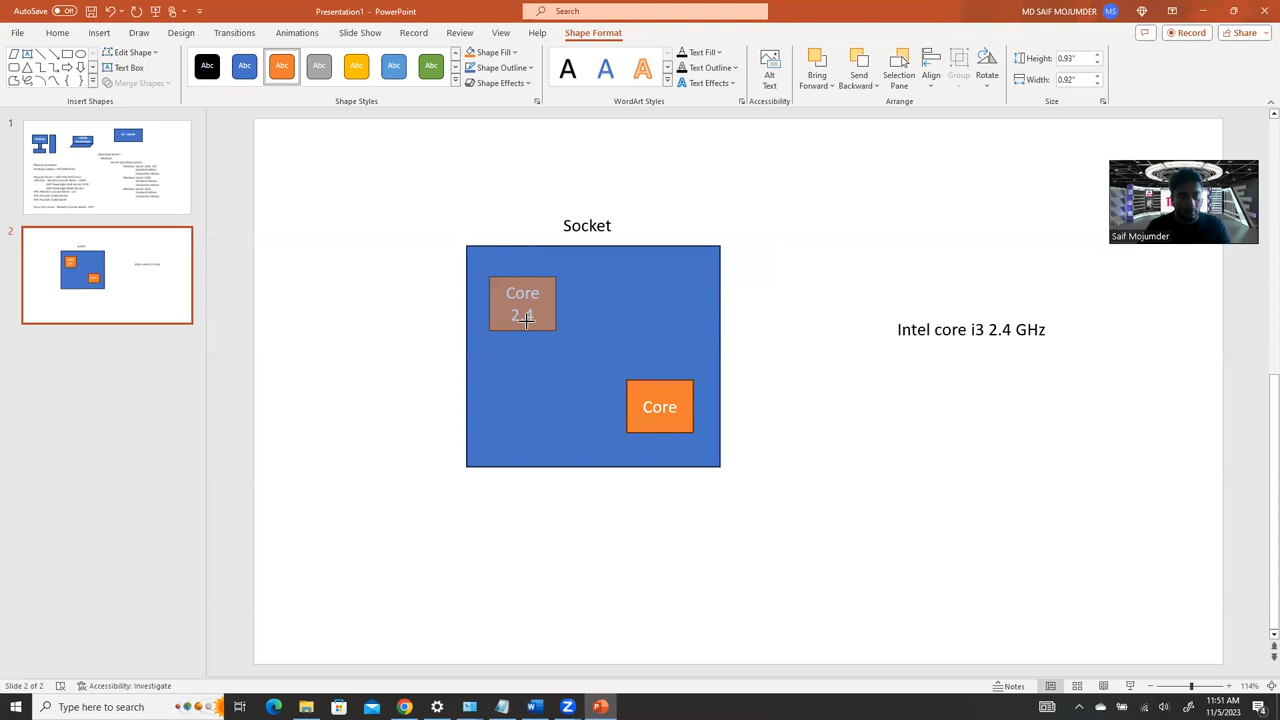 AutoSave Off
Presentation1 - PowerPoint
Search
MD SAIF MOJUMDER MS
File Home Insert Draw Design Transitions Animations Slide Show Record Review View Help Shape Format
Record Share
Edit Shape
Text Box
Merge Shapes
Insert Shapes
Abc Abc Abc Abc Abc Abc Abc
Shape Styles
Shape Fill
Shape Outline
Shape Effects
A A A
WordArt Styles
Text Fill
Text Outline
Text Effects
Alt
Text
Accessibility
Bring
Forward
Send
Backward
Selection
Pane
Align
Group
Rotate
Arrange
Height: 0.93"
Width: 0.92"
Size
1
2
Socket
Core
2.4
Core
Intel core i3 2.4 GHz
Saif Mojumder
Slide 2 of 2
Accessibility: Investigate
Notes
114%
Type here to search
11:51 AM
11/5/2023